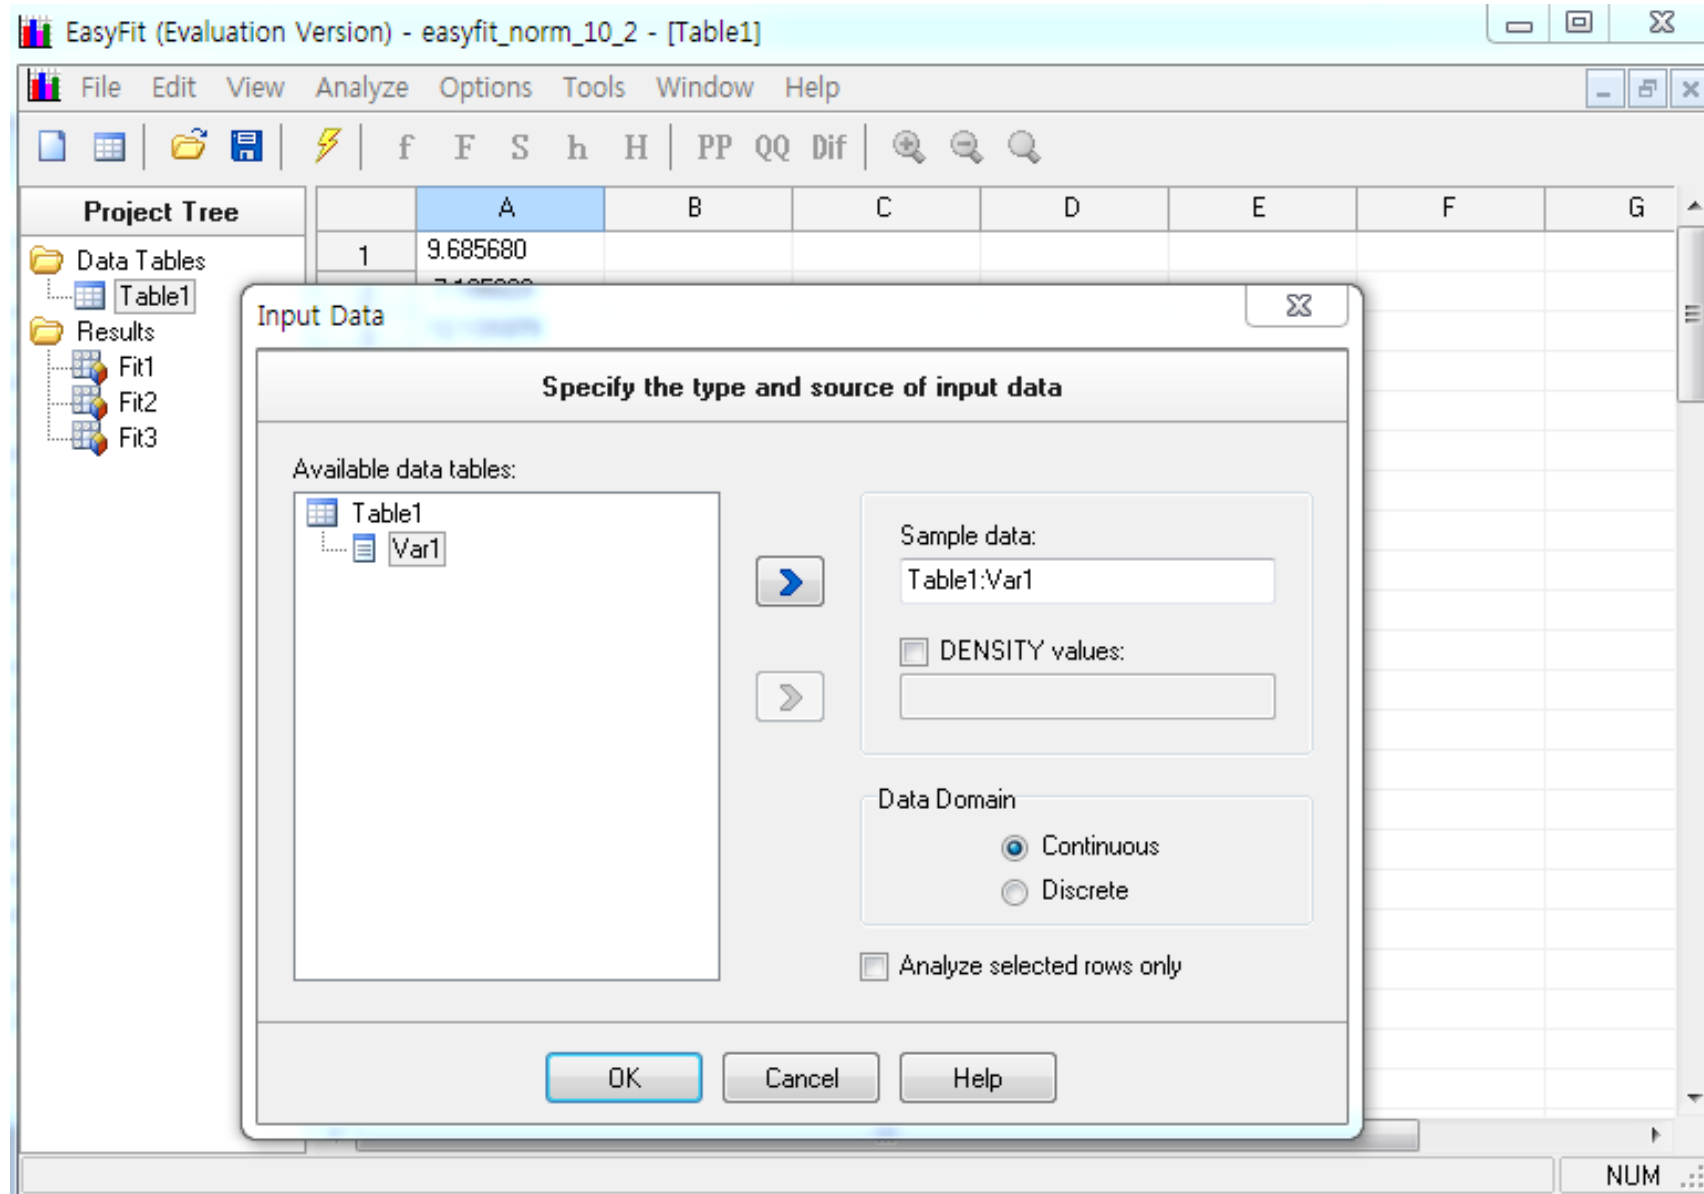 EasyFit (Evaluation Version) - easyfit_norm_10_2 - [Table1]
File Edit View Analyze Options Tools Window Help
f F S h H PP QQ Dif
Project Tree
A B C D E F G
Data Tables
1 9.685680
Table1
Results
Fit1
Fit2
Fit3
Input Data
Specify the type and source of input data
Available data tables:
Table1
Var1
Sample data:
Table1:Var1
DENSITY values:
Data Domain
Continuous
Discrete
Analyze selected rows only
OK Cancel Help
NUM